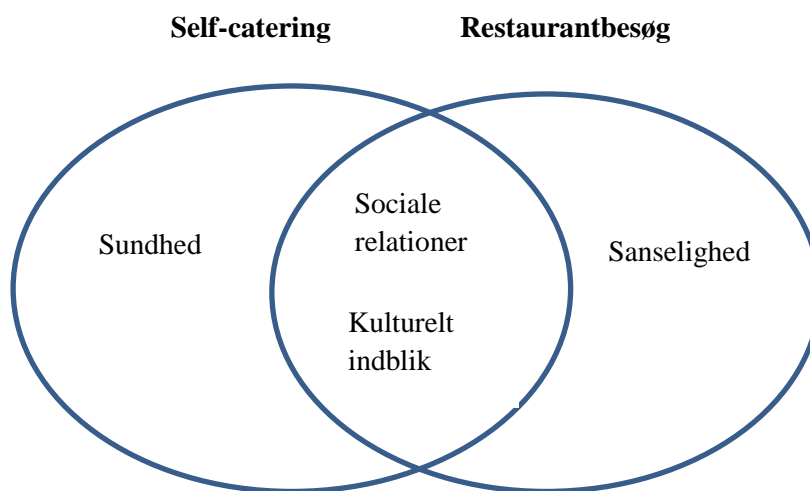 Self-catering Restaurantbesøg
Sundhed
Sociale
relationer
Kulturelt
indblik
Sanselighed